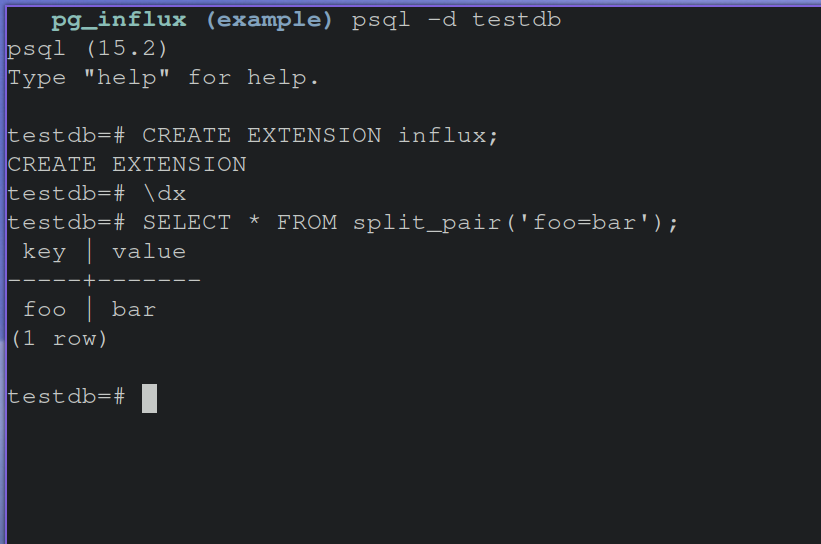 pg_influx (example) psql -d testdb
psql (15.2)
Type "help" for help.
testdb=# CREATE EXTENSION influx;
CREATE EXTENSION
testdb=# \dx
testdb=# SELECT * FROM split_pair('foo=bar');
 key | value
-----+-------
 foo | bar
(1 row)
testdb=#